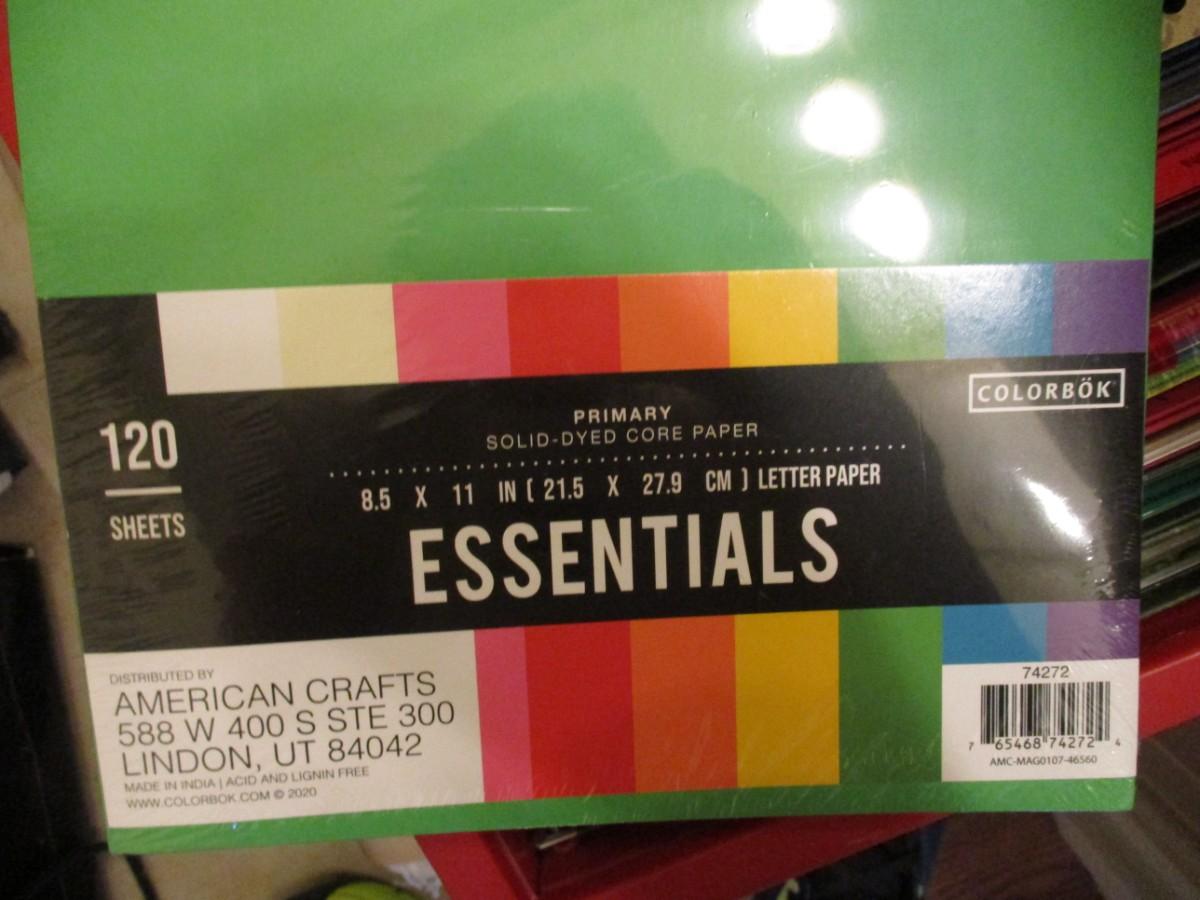 COLORBÖK
120
SHEETS
PRIMARY
SOLID-DYED CORE PAPER
8.5 X 11 IN ( 21.5 X 27.9 CM ) LETTER PAPER
ESSENTIALS
DISTRIBUTED BY
AMERICAN CRAFTS
588 W 400 S STE 300
LINDON, UT 84042
MADE IN INDIA | ACID AND LIGNIN FREE
WWW.COLORBOK.COM © 2020
74272
7 65468 74272 4
AMC-MAG0107-46560